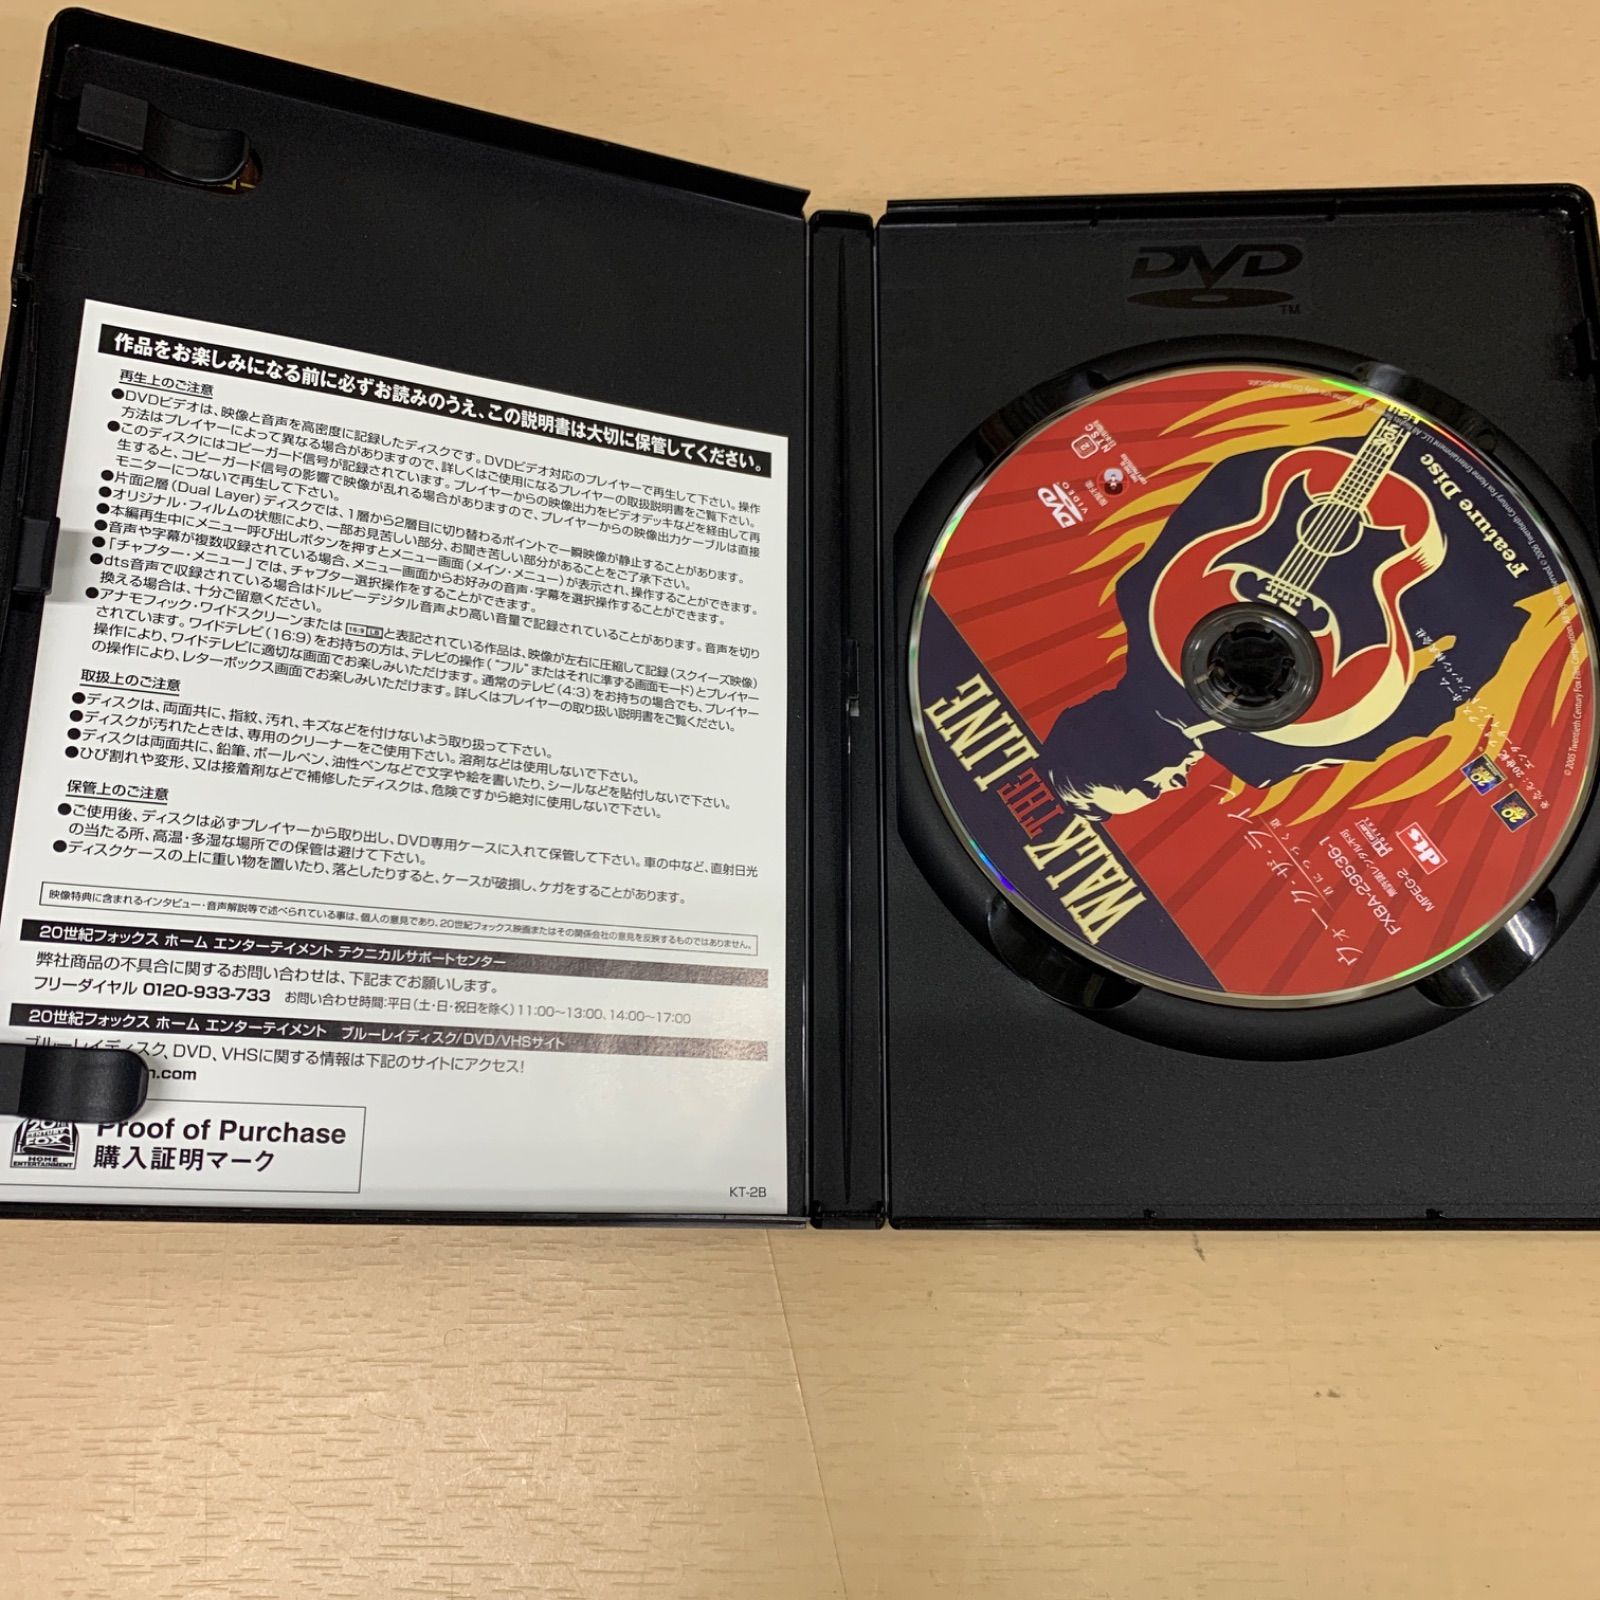 作品をお楽しみになる前に必ずお読みのうえ、この説明書は大切に保管してください。
再生上のご注意
●DVDビデオは、映像と音声を高密度に記録したディスクです。DVDビデオ対応のプレイヤーで再生して下さい。操作
方法はプレイヤーによって異なる場合がありますので、詳しくはご使用になるプレイヤーの取扱説明書をご覧下さい。
●このディスクにはコピーガード信号が記録されています。プレイヤーからの映像出力をビデオデッキなどを経由して再
生すると、コピーガード信号の影響で映像が乱れる場合がありますので、プレイヤーからの映像出力ケーブルは直接
モニターにつないで再生して下さい。
●片面2層(Dual Layer)ディスクでは、1層から2層目に切り替わるポイントで一瞬映像が静止することがあります。
●オリジナル・フィルムの状態により、一部お見苦しい部分、お聞き苦しい部分があることをご了承下さい。
●本編再生中にメニュー呼び出しボタンを押すとメニュー画面(メイン・メニュー)が表示され、操作することができます。
●音声や字幕が複数収録されている場合、メニュー画面からお好みの音声・字幕を選択操作することができます。
●「チャプター・メニュー」では、チャプター選択操作をすることができます。
●dts音声で収録されている場合はドルビーデジタル音声より高い音量で記録されていることがあります。音声を切り
換える場合は、十分ご留意ください。
●アナモフィック・ワイドスクリーンまたは 16:9 LB と表記されている作品は、映像が左右に圧縮して記録(スクイーズ映像)
されています。ワイドテレビ(16:9)をお持ちの方は、テレビの操作("フル"またはそれに準ずる画面モード)とプレイヤー
操作により、ワイドテレビに適切な画面でお楽しみいただけます。通常のテレビ(4:3)をお持ちの場合でも、プレイヤー
の操作により、レターボックス画面でお楽しみいただけます。詳しくはプレイヤーの取り扱い説明書をご覧ください。
取扱上のご注意
●ディスクは、両面共に、指紋、汚れ、キズなどを付けないよう取り扱って下さい。
●ディスクが汚れたときは、専用のクリーナーをご使用下さい。溶剤などは使用しないで下さい。
●ディスクは両面共に、鉛筆、ボールペン、油性ペンなどで文字や絵を書いたり、シールなどを貼付しないで下さい。
●ひび割れや変形、又は接着剤などで補修したディスクは、危険ですから絶対に使用しないで下さい。
保管上のご注意
●ご使用後、ディスクは必ずプレイヤーから取り出し、DVD専用ケースに入れて保管して下さい。車の中など、直射日光
の当たる所、高温・多湿な場所での保管は避けて下さい。
●ディスクケースの上に重い物を置いたり、落としたりすると、ケースが破損し、ケガをすることがあります。
映像特典に含まれるインタビュー・音声解説等で述べられている事は、個人の意見であり、20世紀フォックス映画またはその関係会社の意見を反映するものではありません。
20世紀フォックス ホーム エンターテイメント テクニカルサポートセンター
弊社商品の不具合に関するお問い合わせは、下記までお願いします。
フリーダイヤル 0120-933-733 お問い合わせ時間:平日(土・日・祝日を除く)11:00〜13:00、14:00〜17:00
20世紀フォックス ホーム エンターテイメント ブルーレイディスク/DVD/VHSサイト
ブルーレイディスク、DVD、VHSに関する情報は下記のサイトにアクセス!
n.com
20th CENTURY FOX
HOME ENTERTAINMENT
Proof of Purchase
購入証明マーク
KT-2B
DVD
TM
Feature Disc
DVD
VIDEO
2
NTSC
WALK THE LINE
ウォーク・ザ・ライン
君につづく道
FXBA-29536-1
MPEG-2
dts